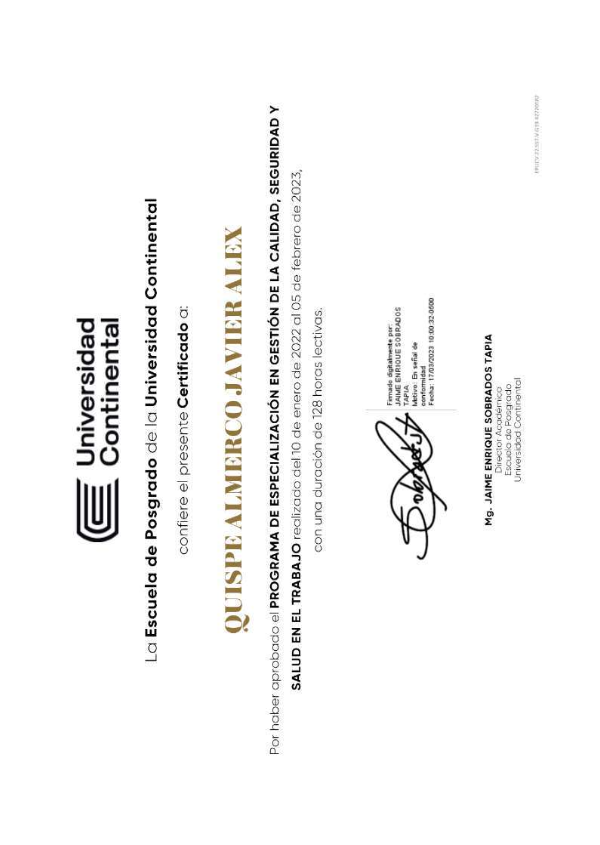 Universidad
Continental
La Escuela de Posgrado de la Universidad Continental
confiere el presente Certificado a:
QUISPE ALMERCO JAVIER ALEX
Por haber aprobado el PROGRAMA DE ESPECIALIZACIÓN EN GESTIÓN DE LA CALIDAD, SEGURIDAD Y
SALUD EN EL TRABAJO realizado del 10 de enero de 2022 al 05 de febrero de 2023,
con una duración de 128 horas lectivas.
Firmado digitalmente por:
JAIME ENRIQUE SOBRADOS
TAPIA
Motivo: En señal de
conformidad
Fecha: 17/03/2023 10:00:32-0500
Mg. JAIME ENRIQUE SOBRADOS TAPIA
Director Académico
Escuela de Posgrado
Universidad Continental